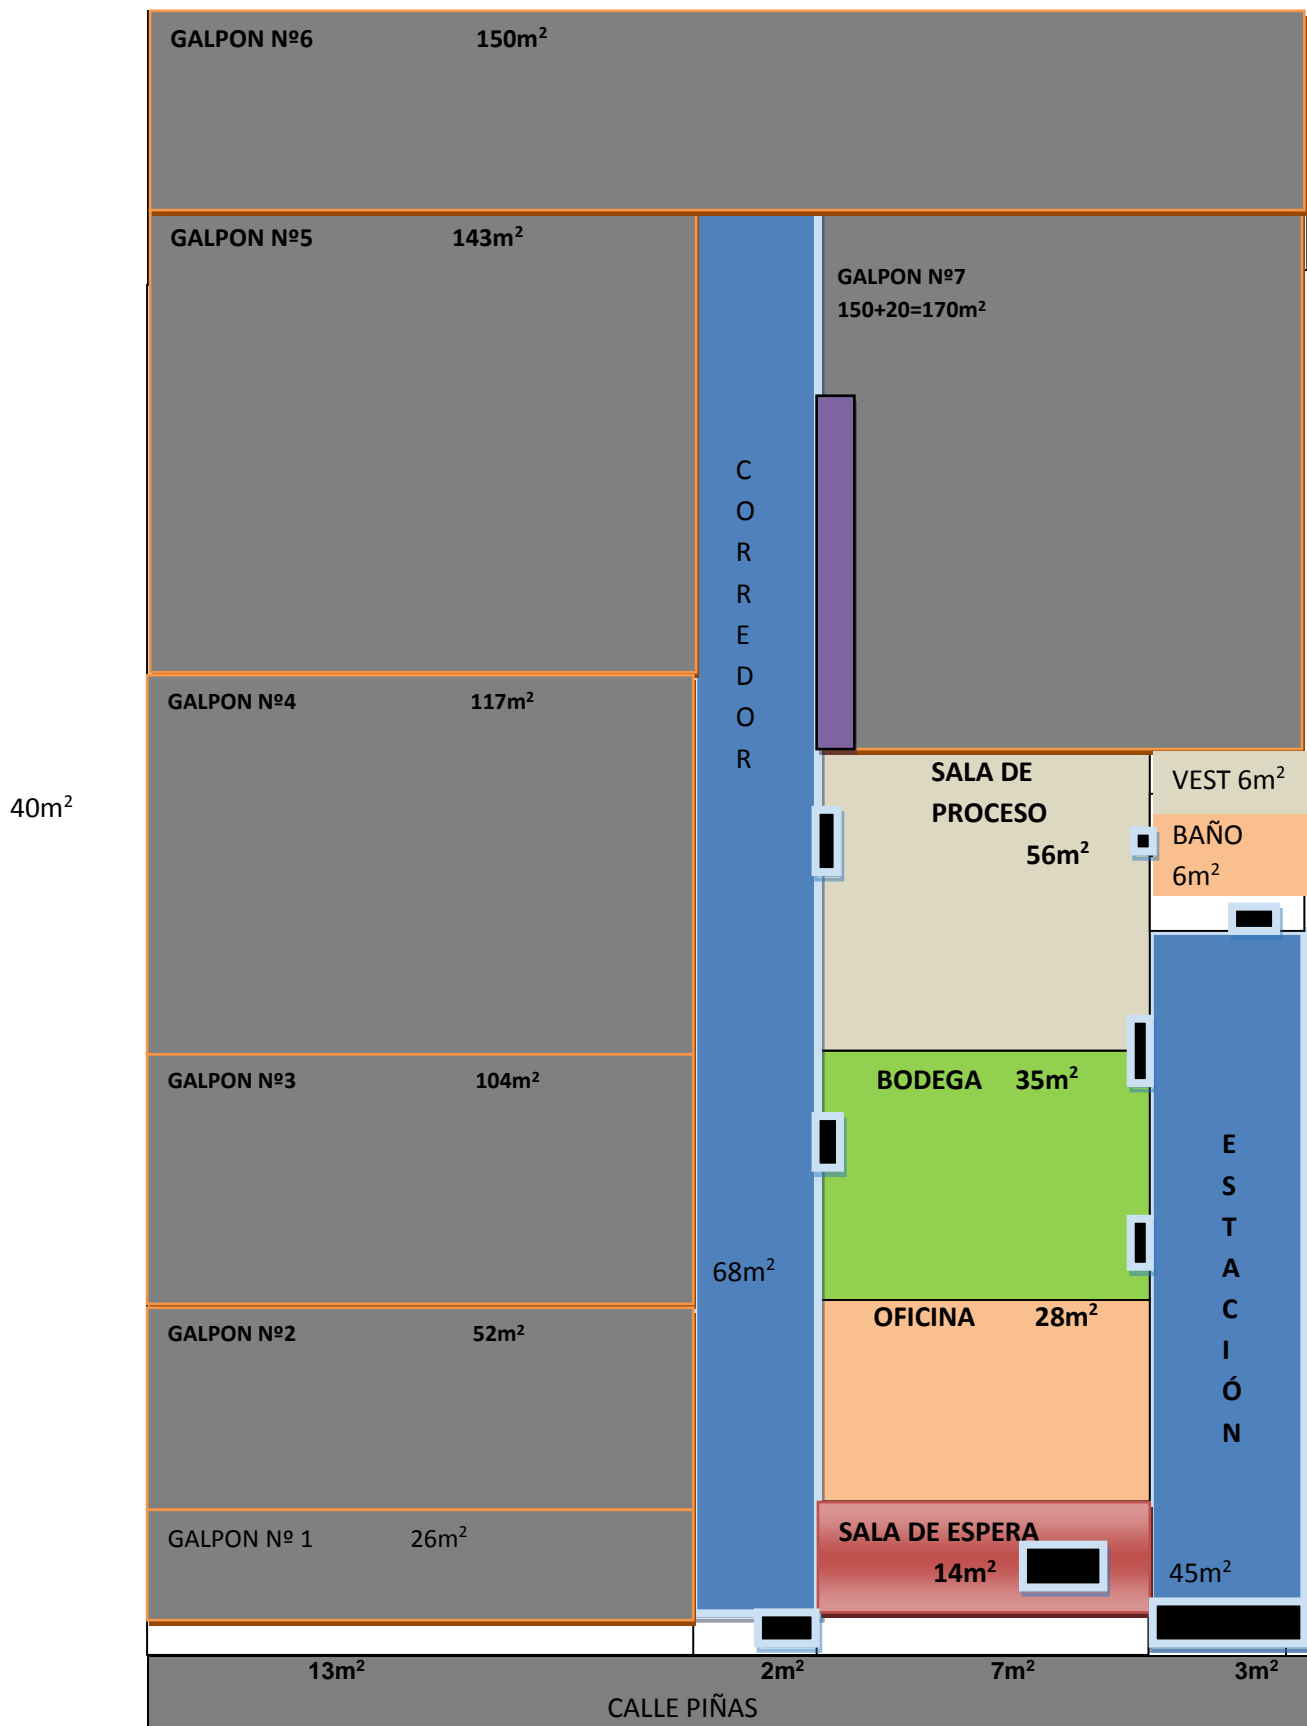 GALPON Nº6 150m²
GALPON Nº5 143m²
GALPON Nº7
150+20=170m²
C
O
R
R
E
D
O
R
GALPON Nº4 117m²
SALA DE
PROCESO
56m²
VEST 6m²
BAÑO
6m²
40m²
GALPON Nº3 104m²
BODEGA 35m²
E
S
T
A
C
I
Ó
N
68m²
OFICINA 28m²
GALPON Nº2 52m²
GALPON Nº 1 26m²
SALA DE ESPERA
14m²
45m²
13m² 2m² 7m² 3m²
CALLE PIÑAS